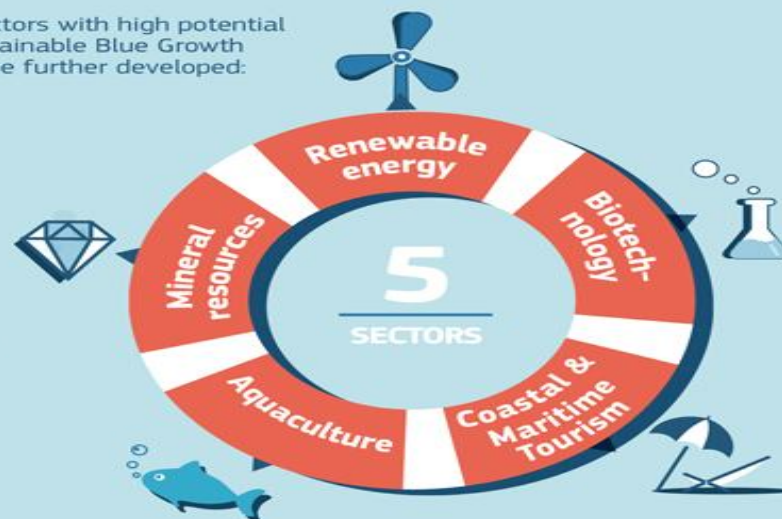 tors with high potential
ainable Blue Growth
e further developed:
Renewable
energy
Biotech-
nology
Coastal &
Maritime
Tourism
Aquaculture
Mineral
resources
5
SECTORS